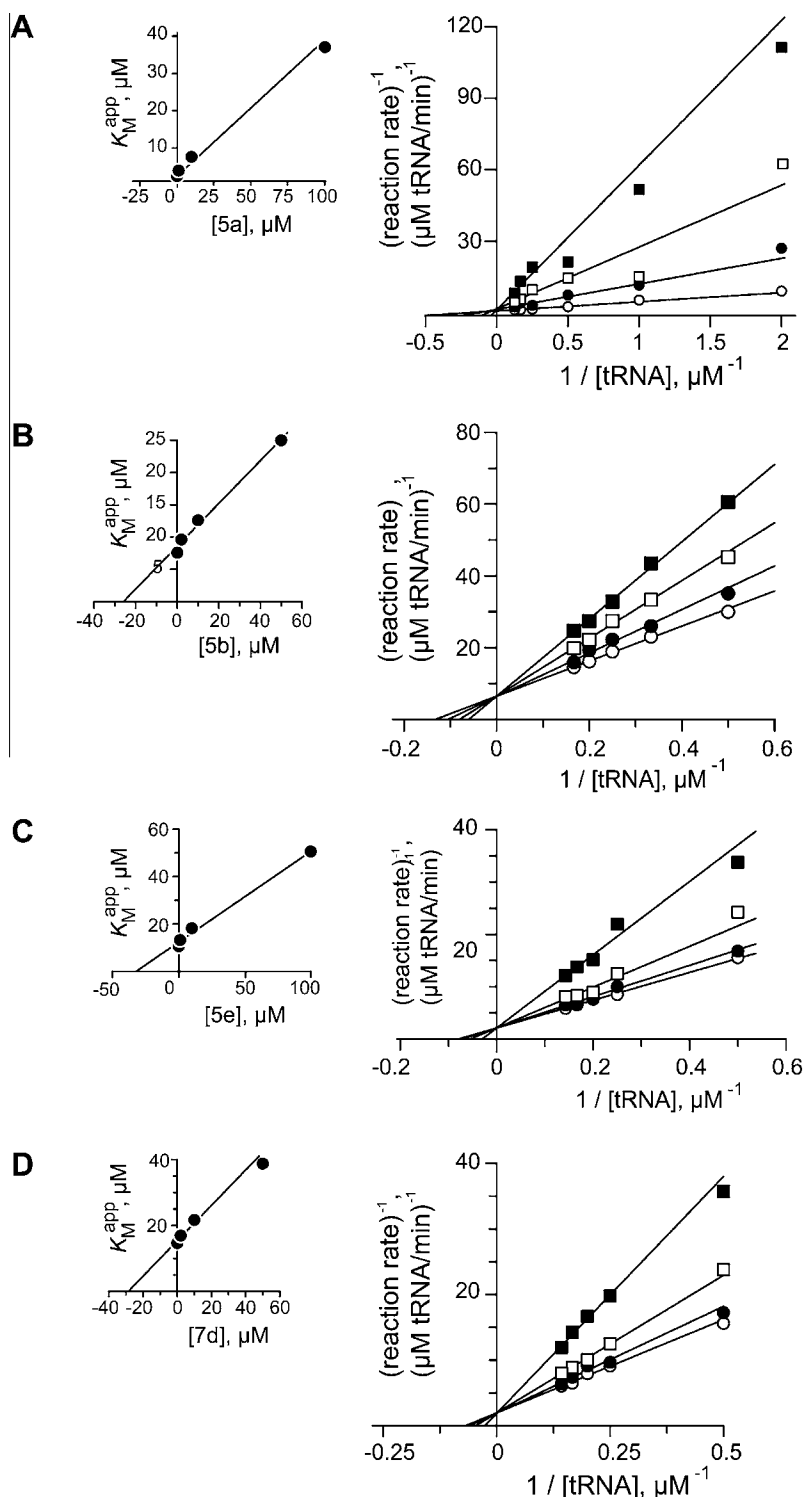 A
40
30
20
10
K_M^app, µM
-25 0 25 50 75 100
[5a], µM
120
90
60
30
(reaction rate)^-1,
(µM tRNA/min)^-1
-0.5 0 0.5 1 1.5 2
1 / [tRNA], µM^-1
B
25
20
15
10
20
5
0
K_M^app, µM
-40 -20 0 20 40 60
[5b], µM
80
60
40
20
(reaction rate)^-1,
(µM tRNA/min)^-1
-0.2 0 0.2 0.4 0.6
1 / [tRNA], µM^-1
C
60
40
20
K_M^app, µM
-50 0 50 100
[5e], µM
40
20
(reaction rate)^-1,
(µM tRNA/min)
-0.2 0 0.2 0.4 0.6
1 / [tRNA], µM^-1
D
40
20
K_M^app, µM
-40 -20 0 20 40 60
[7d], µM
40
20
(reaction rate)^-1,
(µM tRNA/min)^-1
-0.25 0 0.25 0.5
1 / [tRNA], µM^-1